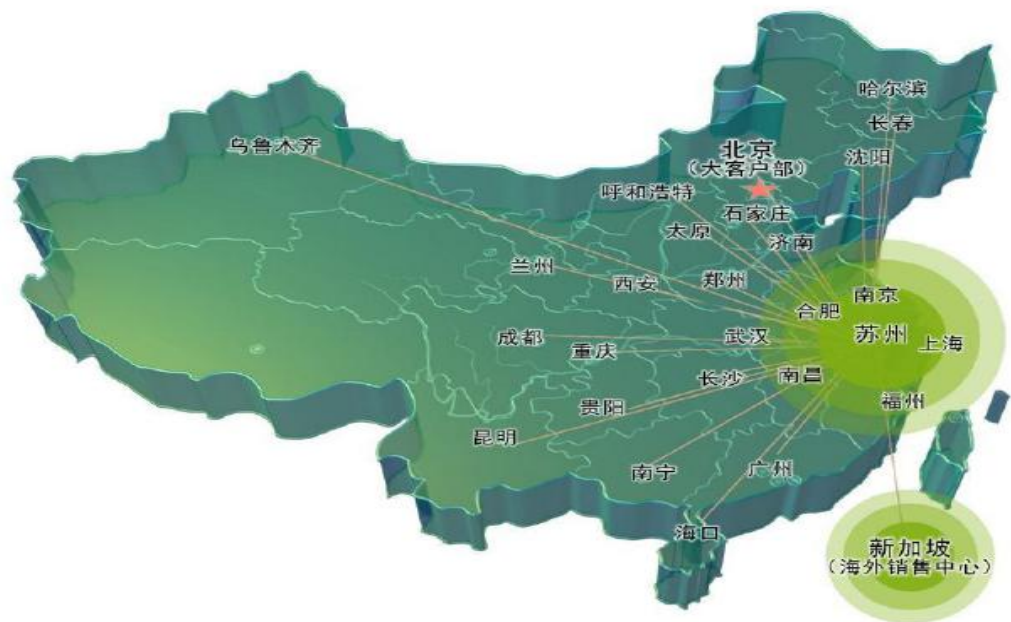 哈尔滨
长春
乌鲁木齐
北京
（大客户部）
沈阳
呼和浩特
石家庄
太原
济南
兰州
西安
郑州
南京
合肥
苏州
上海
成都
重庆
武汉
长沙
南昌
贵阳
福州
昆明
南宁
广州
海口
新加坡
（海外销售中心）